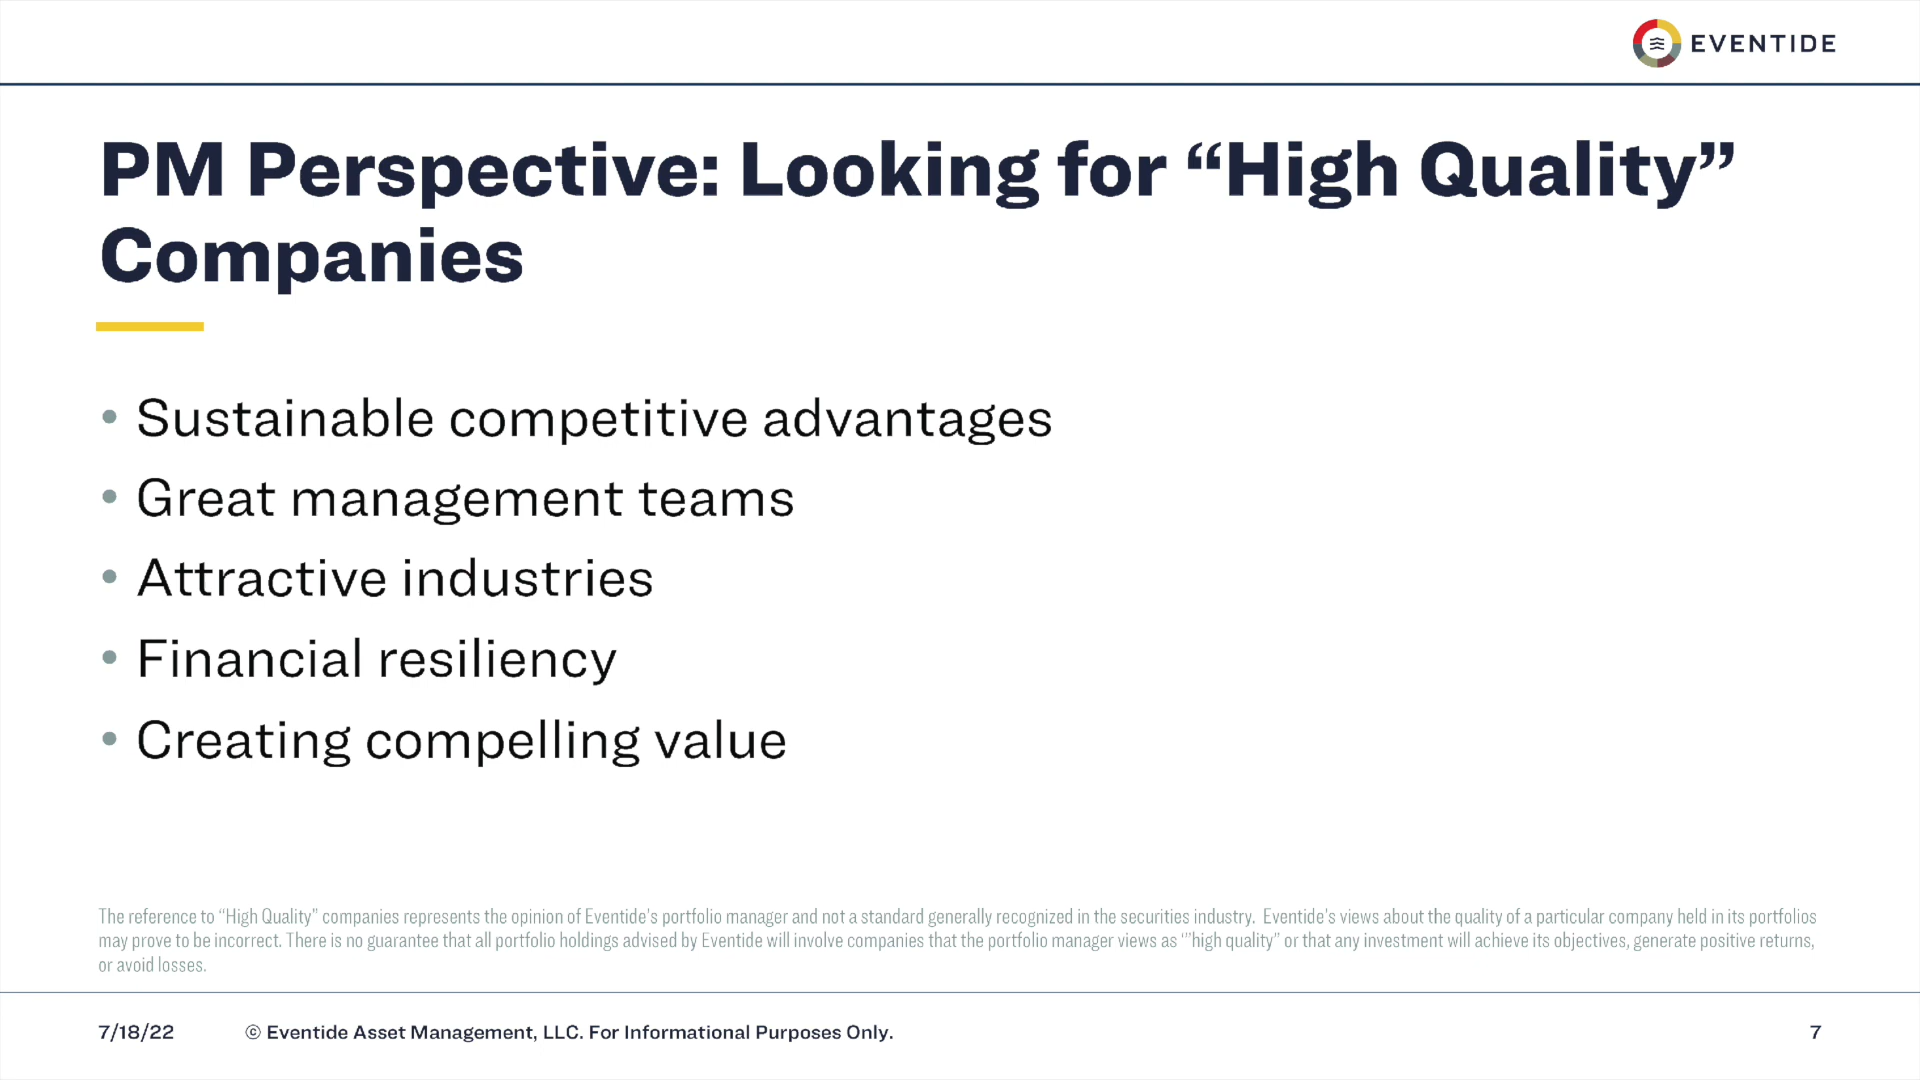 EVENTIDE
PM Perspective: Looking for “High Quality”
Companies
• Sustainable competitive advantages
• Great management teams
• Attractive industries
• Financial resiliency
• Creating compelling value
The reference to “High Quality” companies represents the opinion of Eventide’s portfolio manager and not a standard generally recognized in the securities industry.  Eventide’s views about the quality of a particular company held in its portfolios
may prove to be incorrect. There is no guarantee that all portfolio holdings advised by Eventide will involve companies that the portfolio manager views as “”high quality” or that any investment will achieve its objectives, generate positive returns,
or avoid losses.
7/18/22 © Eventide Asset Management, LLC. For Informational Purposes Only. 7